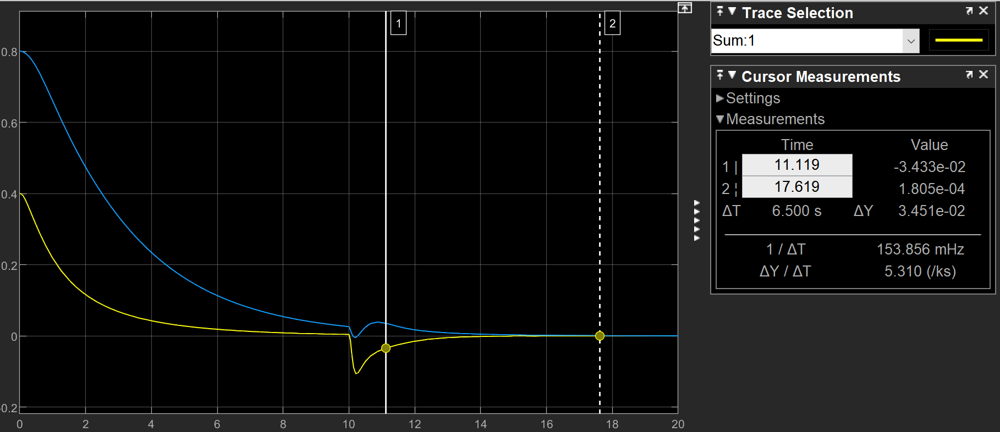 1
2
0.8
0.6
0.4
0.2
0
-0.2
0 2 4 6 8 10 12 14 16 18 20
Trace Selection
Sum:1
Cursor Measurements
Settings
Measurements
Time Value
1 | 11.119 -3.433e-02
2 ¦ 17.619 1.805e-04
ΔT 6.500 s ΔY 3.451e-02
1 / ΔT 153.856 mHz
ΔY / ΔT 5.310 (/ks)